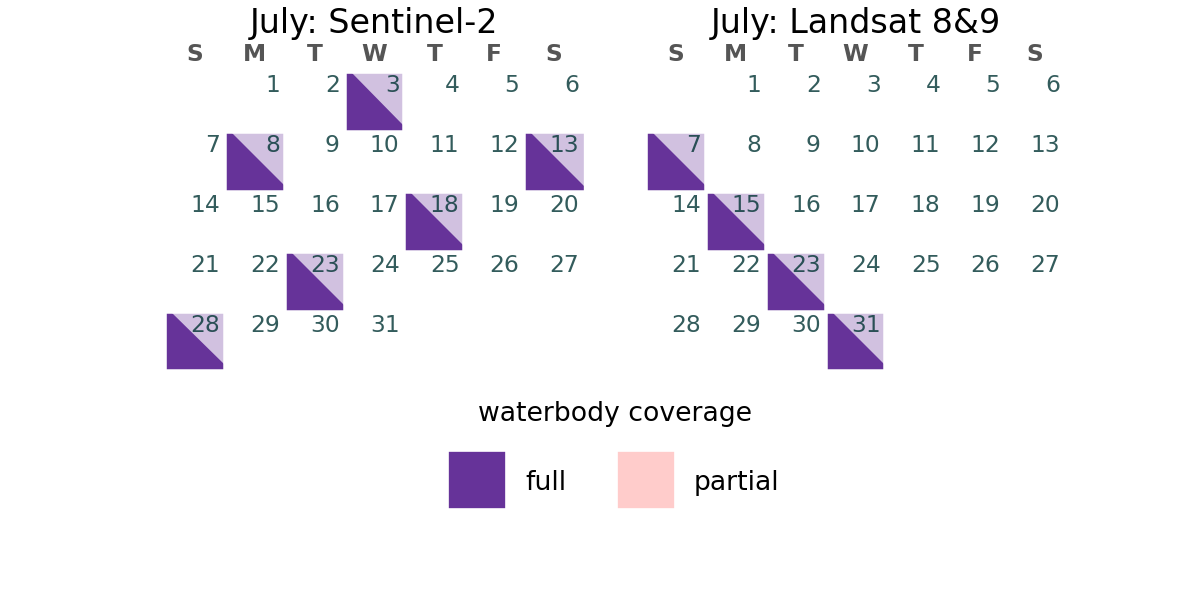 July: Sentinel-2
S M T W T F S
1 2 3 4 5 6
7 8 9 10 11 12 13
14 15 16 17 18 19 20
21 22 23 24 25 26 27
28 29 30 31
July: Landsat 8&9
S M T W T F S
1 2 3 4 5 6
7 8 9 10 11 12 13
14 15 16 17 18 19 20
21 22 23 24 25 26 27
28 29 30 31
waterbody coverage
full partial